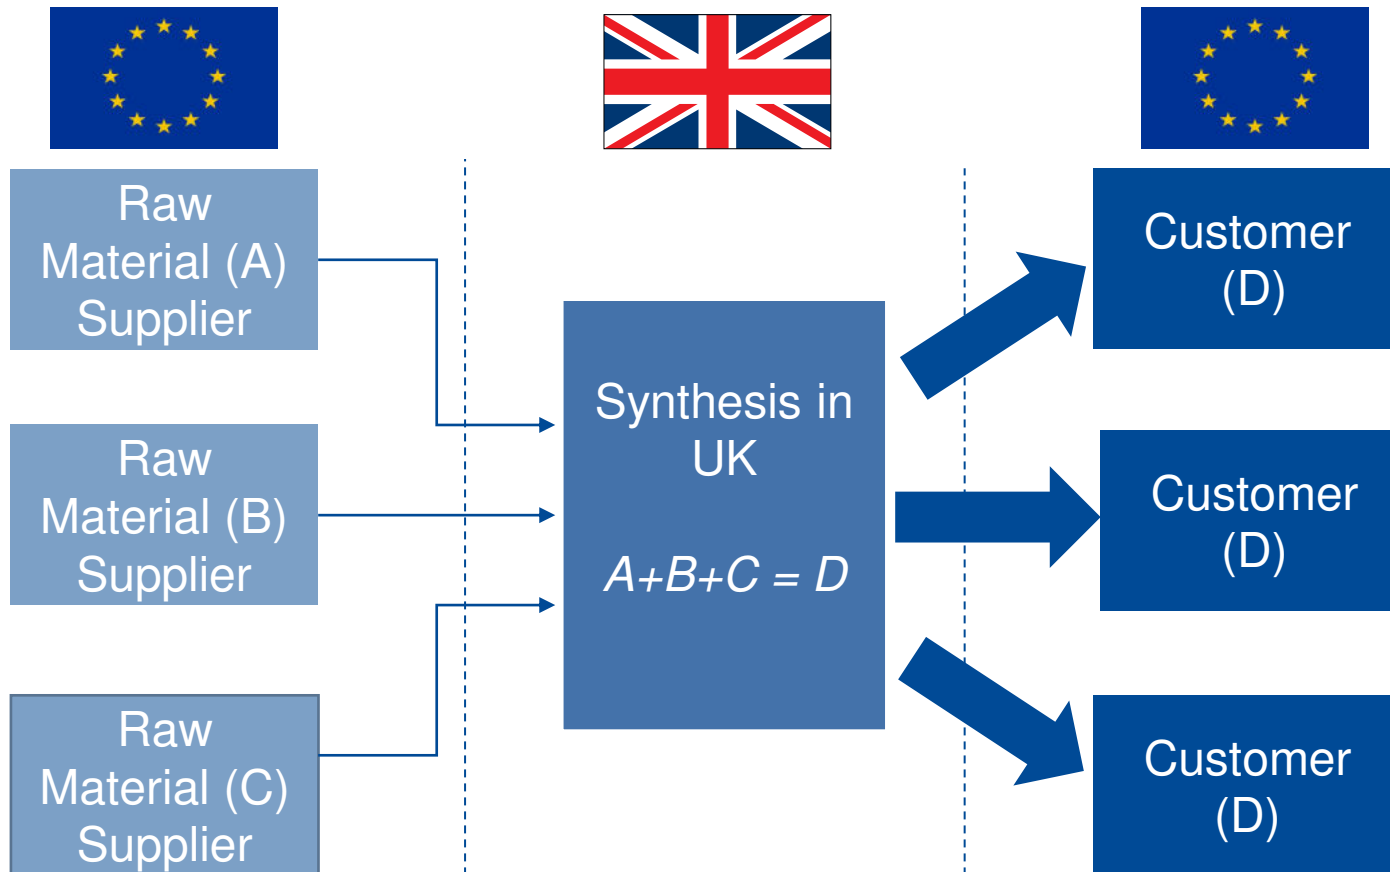 Raw
Material (A)
Supplier
Raw
Material (B)
Supplier
Raw
Material (C)
Supplier
Synthesis in
UK
A+B+C = D
Customer
(D)
Customer
(D)
Customer
(D)